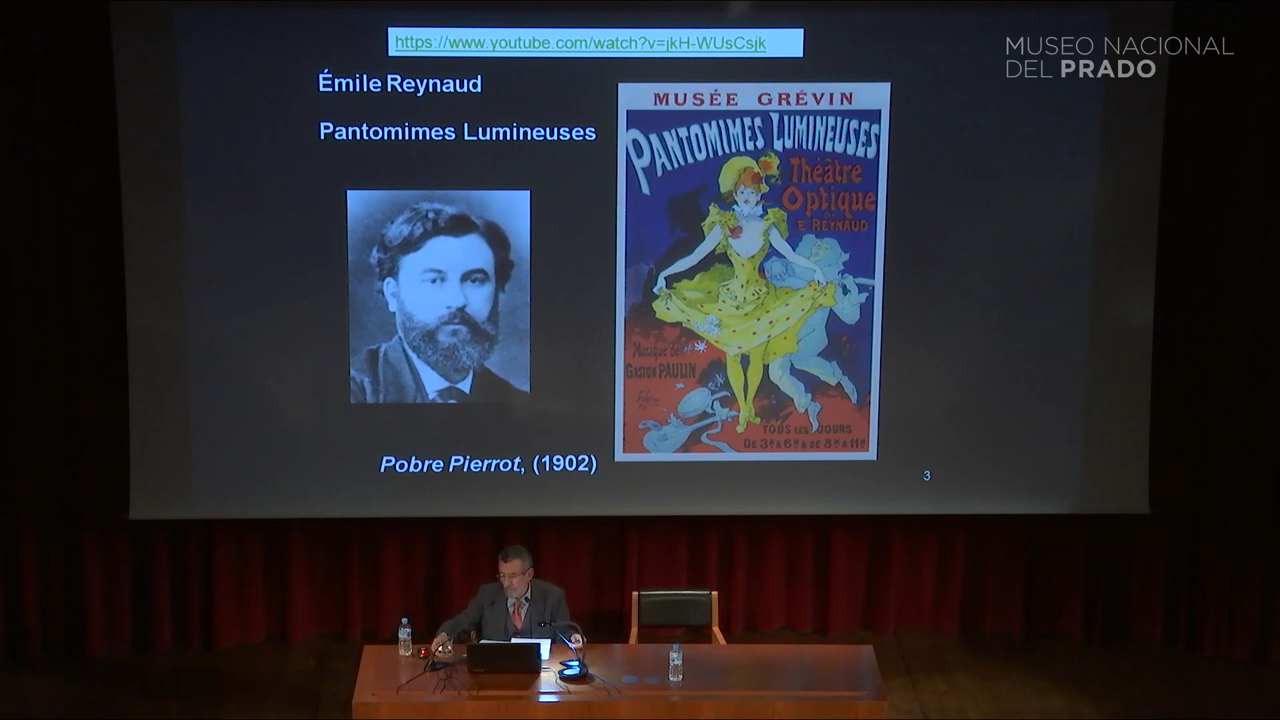 https://www.youtube.com/watch?v=jkH-WUsCsjk
MUSEO NACIONAL
DEL PRADO
Émile Reynaud
Pantomimes Lumineuses
MUSÉE GRÉVIN
PANTOMIMES LUMINEUSES
Théâtre
Optique
DE
E. REYNAUD
Musique de
GASTON PAULIN
TOUS LES JOURS
DE 3H À 6H & DE 8H À 11H
Pobre Pierrot, (1902)
3